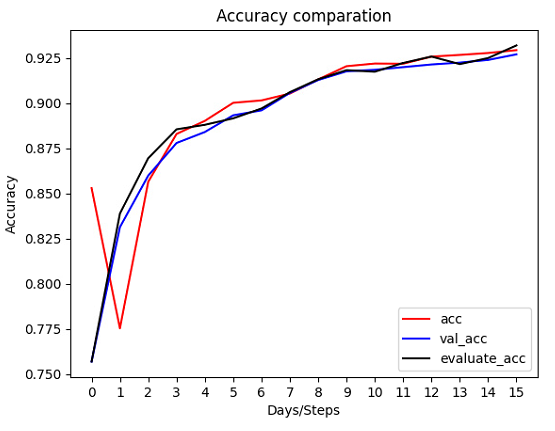 Accuracy comparation
Accuracy
0.925
0.900
0.875
0.850
0.825
0.800
0.775
0.750
0 1 2 3 4 5 6 7 8 9 10 11 12 13 14 15
Days/Steps
acc
val_acc
evaluate_acc